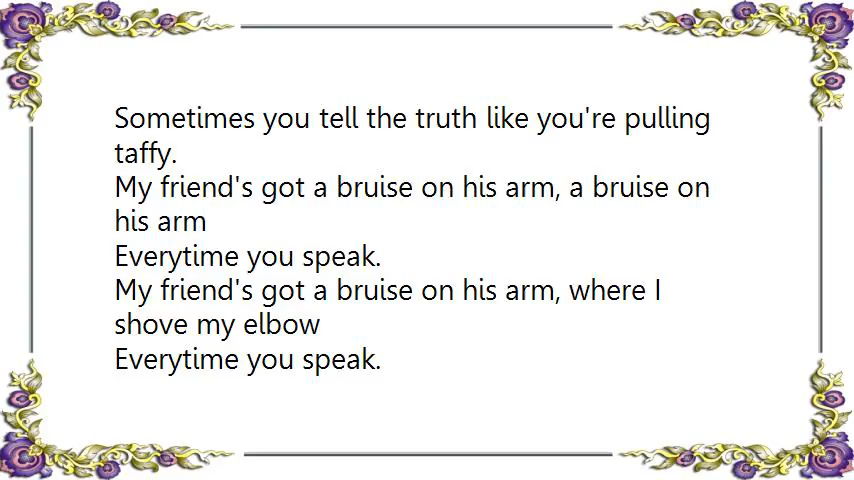 Sometimes you tell the truth like you're pulling
taffy.
My friend's got a bruise on his arm, a bruise on
his arm
Everytime you speak.
My friend's got a bruise on his arm, where I
shove my elbow
Everytime you speak.